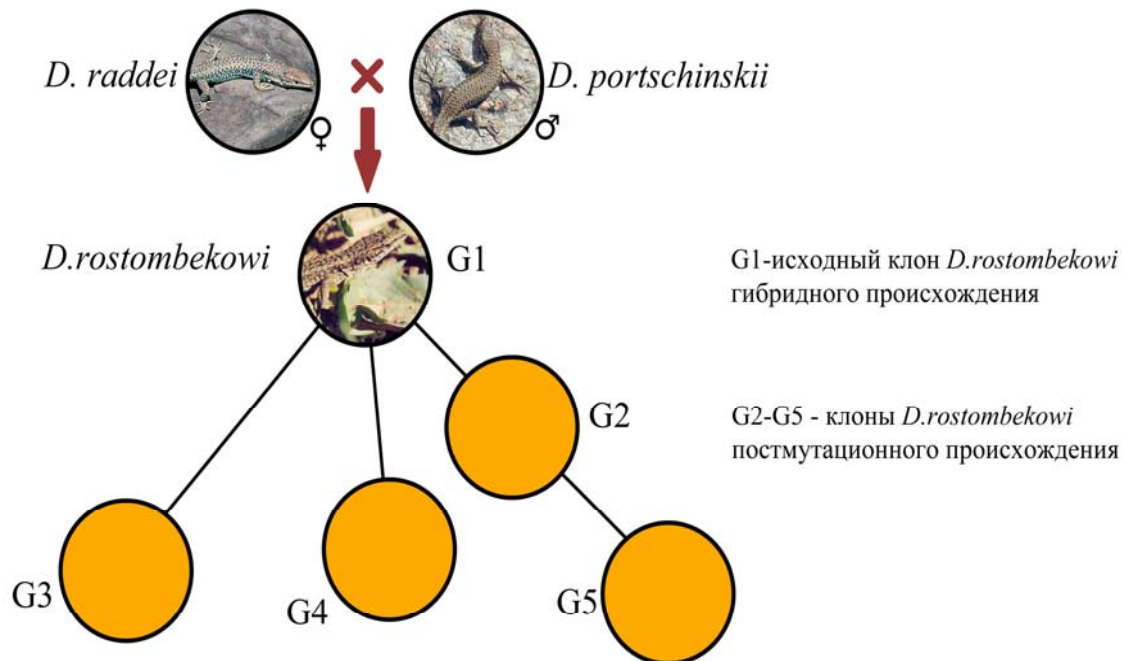 D. raddei
♀
D. portschinskii
♂
D.rostombekowi
G1
G1-исходный клон D.rostombekowi
гибридного происхождения
G2
G2-G5 - клоны D.rostombekowi
постмутационного происхождения
G3
G4
G5